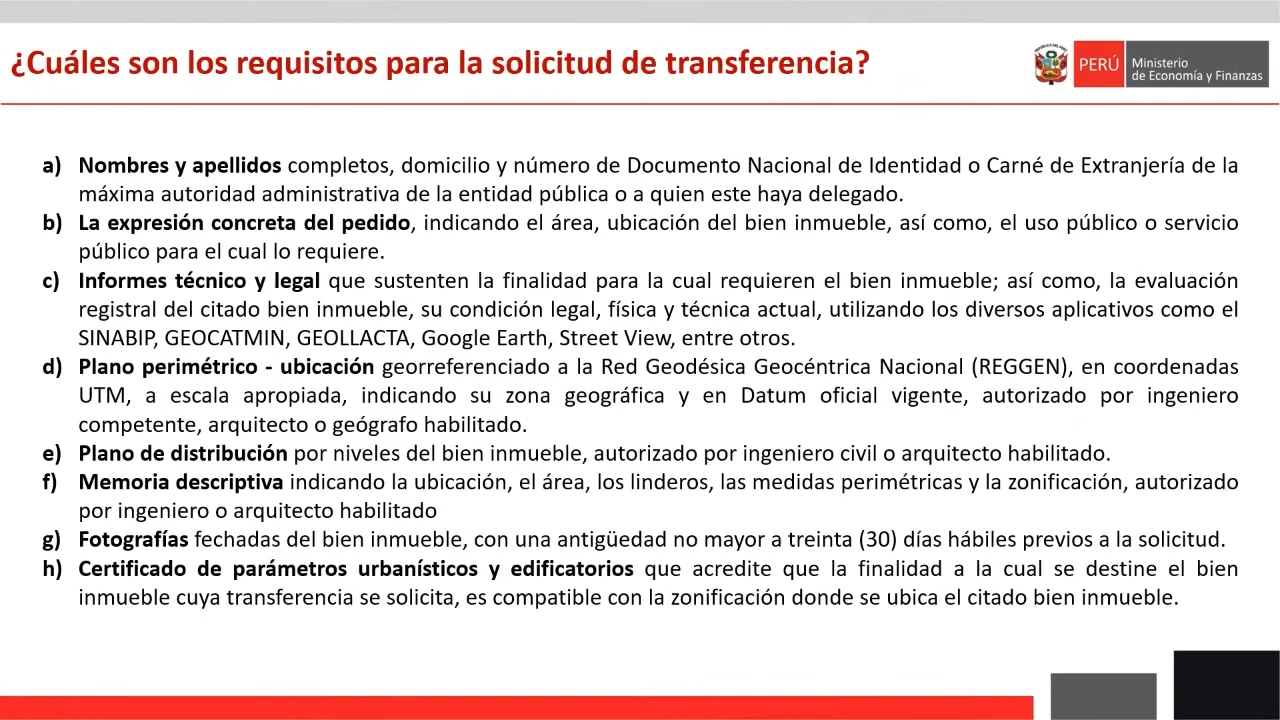 ¿Cuáles son los requisitos para la solicitud de transferencia?
REPÚBLICA DEL PERÚ
PERÚ
Ministerio
de Economía y Finanzas
a) Nombres y apellidos completos, domicilio y número de Documento Nacional de Identidad o Carné de Extranjería de la
máxima autoridad administrativa de la entidad pública o a quien este haya delegado.
b) La expresión concreta del pedido, indicando el área, ubicación del bien inmueble, así como, el uso público o servicio
público para el cual lo requiere.
c) Informes técnico y legal que sustenten la finalidad para la cual requieren el bien inmueble; así como, la evaluación
registral del citado bien inmueble, su condición legal, física y técnica actual, utilizando los diversos aplicativos como el
SINABIP, GEOCATMIN, GEOLLACTA, Google Earth, Street View, entre otros.
d) Plano perimétrico - ubicación georreferenciado a la Red Geodésica Geocéntrica Nacional (REGGEN), en coordenadas
UTM, a escala apropiada, indicando su zona geográfica y en Datum oficial vigente, autorizado por ingeniero
competente, arquitecto o geógrafo habilitado.
e) Plano de distribución por niveles del bien inmueble, autorizado por ingeniero civil o arquitecto habilitado.
f) Memoria descriptiva indicando la ubicación, el área, los linderos, las medidas perimétricas y la zonificación, autorizado
por ingeniero o arquitecto habilitado
g) Fotografías fechadas del bien inmueble, con una antigüedad no mayor a treinta (30) días hábiles previos a la solicitud.
h) Certificado de parámetros urbanísticos y edificatorios que acredite que la finalidad a la cual se destine el bien
inmueble cuya transferencia se solicita, es compatible con la zonificación donde se ubica el citado bien inmueble.